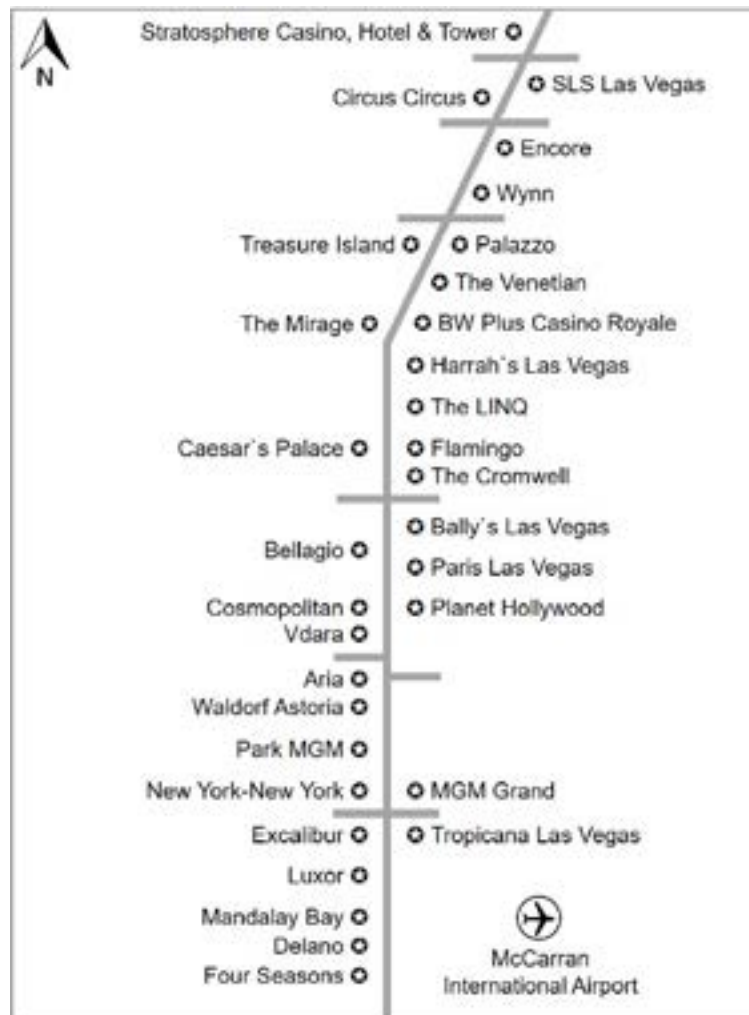 Stratosphere Casino, Hotel & Tower
N
SLS Las Vegas
Circus Circus
Encore
Wynn
Treasure Island
Palazzo
The Venetian
The Mirage
BW Plus Casino Royale
Harrah´s Las Vegas
The LINQ
Caesar´s Palace
Flamingo
The Cromwell
Bally´s Las Vegas
Bellagio
Paris Las Vegas
Cosmopolitan
Planet Hollywood
Vdara
Aria
Waldorf Astoria
Park MGM
New York-New York
MGM Grand
Excalibur
Tropicana Las Vegas
Luxor
Mandalay Bay
Delano
Four Seasons
McCarran
International Airport